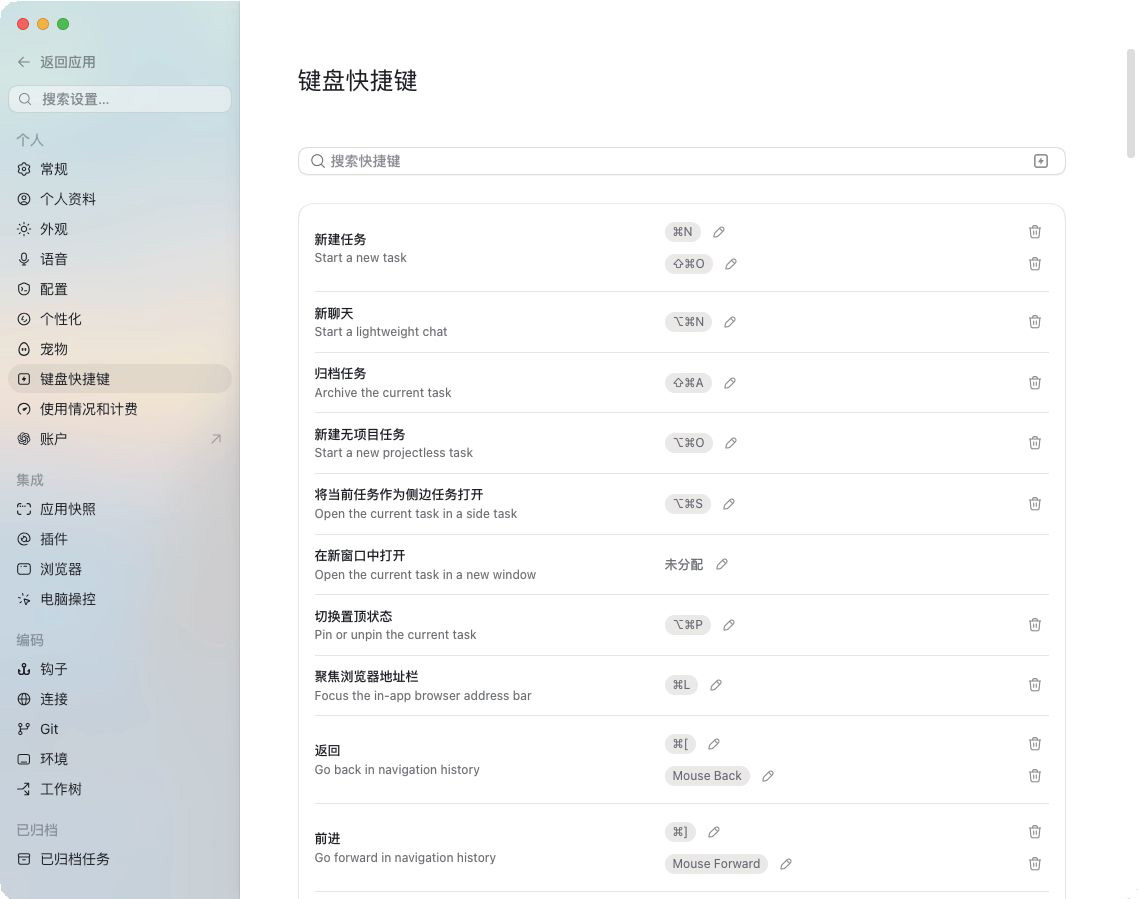 返回应用
搜索设置...
个人
常规
个人资料
外观
语音
配置
个性化
宠物
键盘快捷键
使用情况和计费
账户
集成
应用快照
插件
浏览器
电脑操控
编码
钩子
连接
Git
环境
工作树
已归档
已归档任务
键盘快捷键
搜索快捷键
新建任务
Start a new task
⌘N
⇧⌘O
新聊天
Start a lightweight chat
⌥⌘N
归档任务
Archive the current task
⇧⌘A
新建无项目任务
Start a new projectless task
⌥⌘O
将当前任务作为侧边任务打开
Open the current task in a side task
⌥⌘S
在新窗口中打开
Open the current task in a new window
未分配
切换置顶状态
Pin or unpin the current task
⌥⌘P
聚焦浏览器地址栏
Focus the in-app browser address bar
⌘L
返回
Go back in navigation history
⌘[
Mouse Back
前进
Go forward in navigation history
⌘]
Mouse Forward